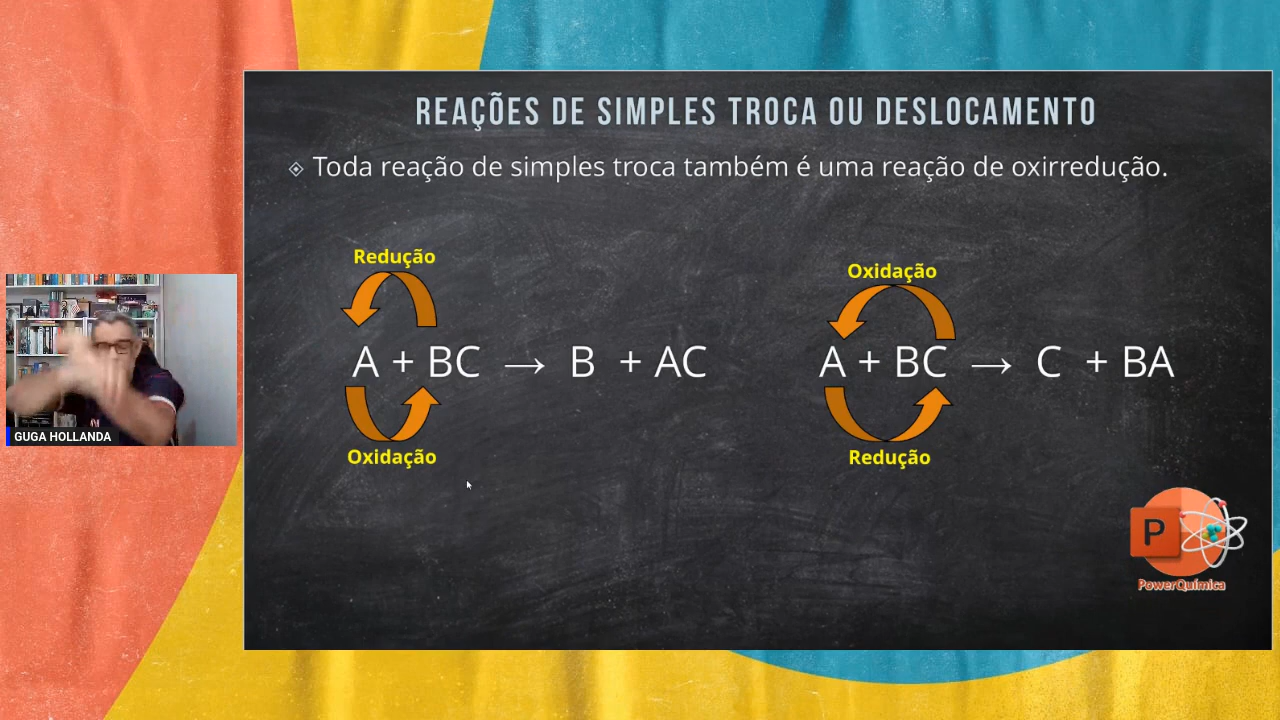 REAÇÕES DE SIMPLES TROCA OU DESLOCAMENTO
Toda reação de simples troca também é uma reação de oxirredução.
Redução
A + BC → B + AC
Oxidação
Oxidação
A + BC → C + BA
Redução
GUGA HOLLANDA
P
PowerQuímica